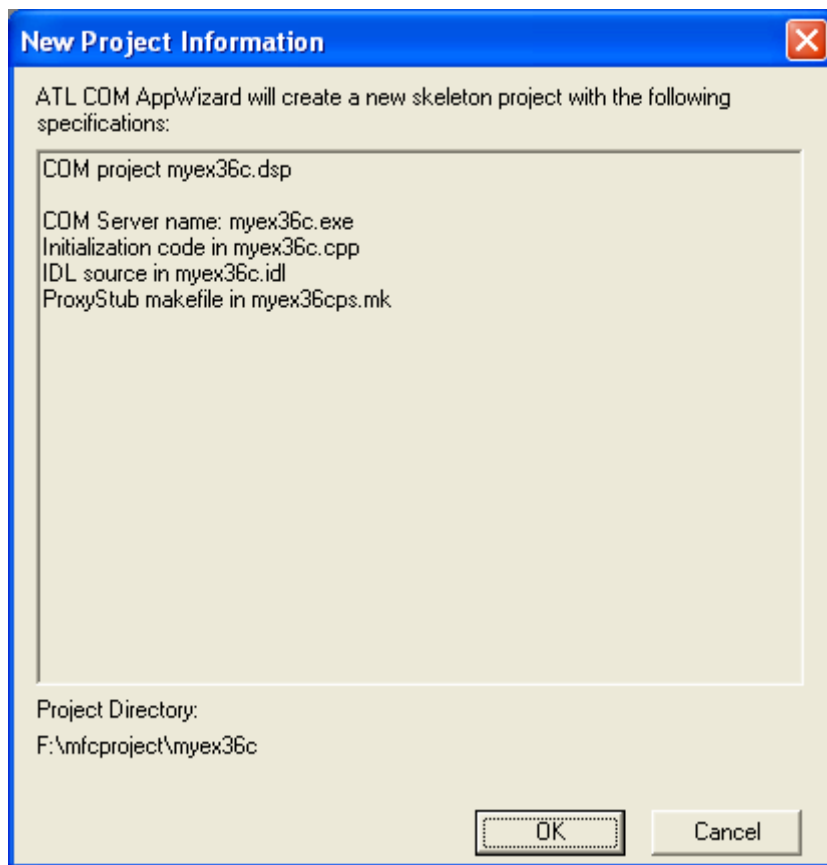 New Project Information
ATL COM AppWizard will create a new skeleton project with the following
specifications:
COM project myex36c.dsp
COM Server name: myex36c.exe
Initialization code in myex36c.cpp
IDL source in myex36c.idl
ProxyStub makefile in myex36cps.mk
Project Directory:
F:\mfcproject\myex36c
OK Cancel